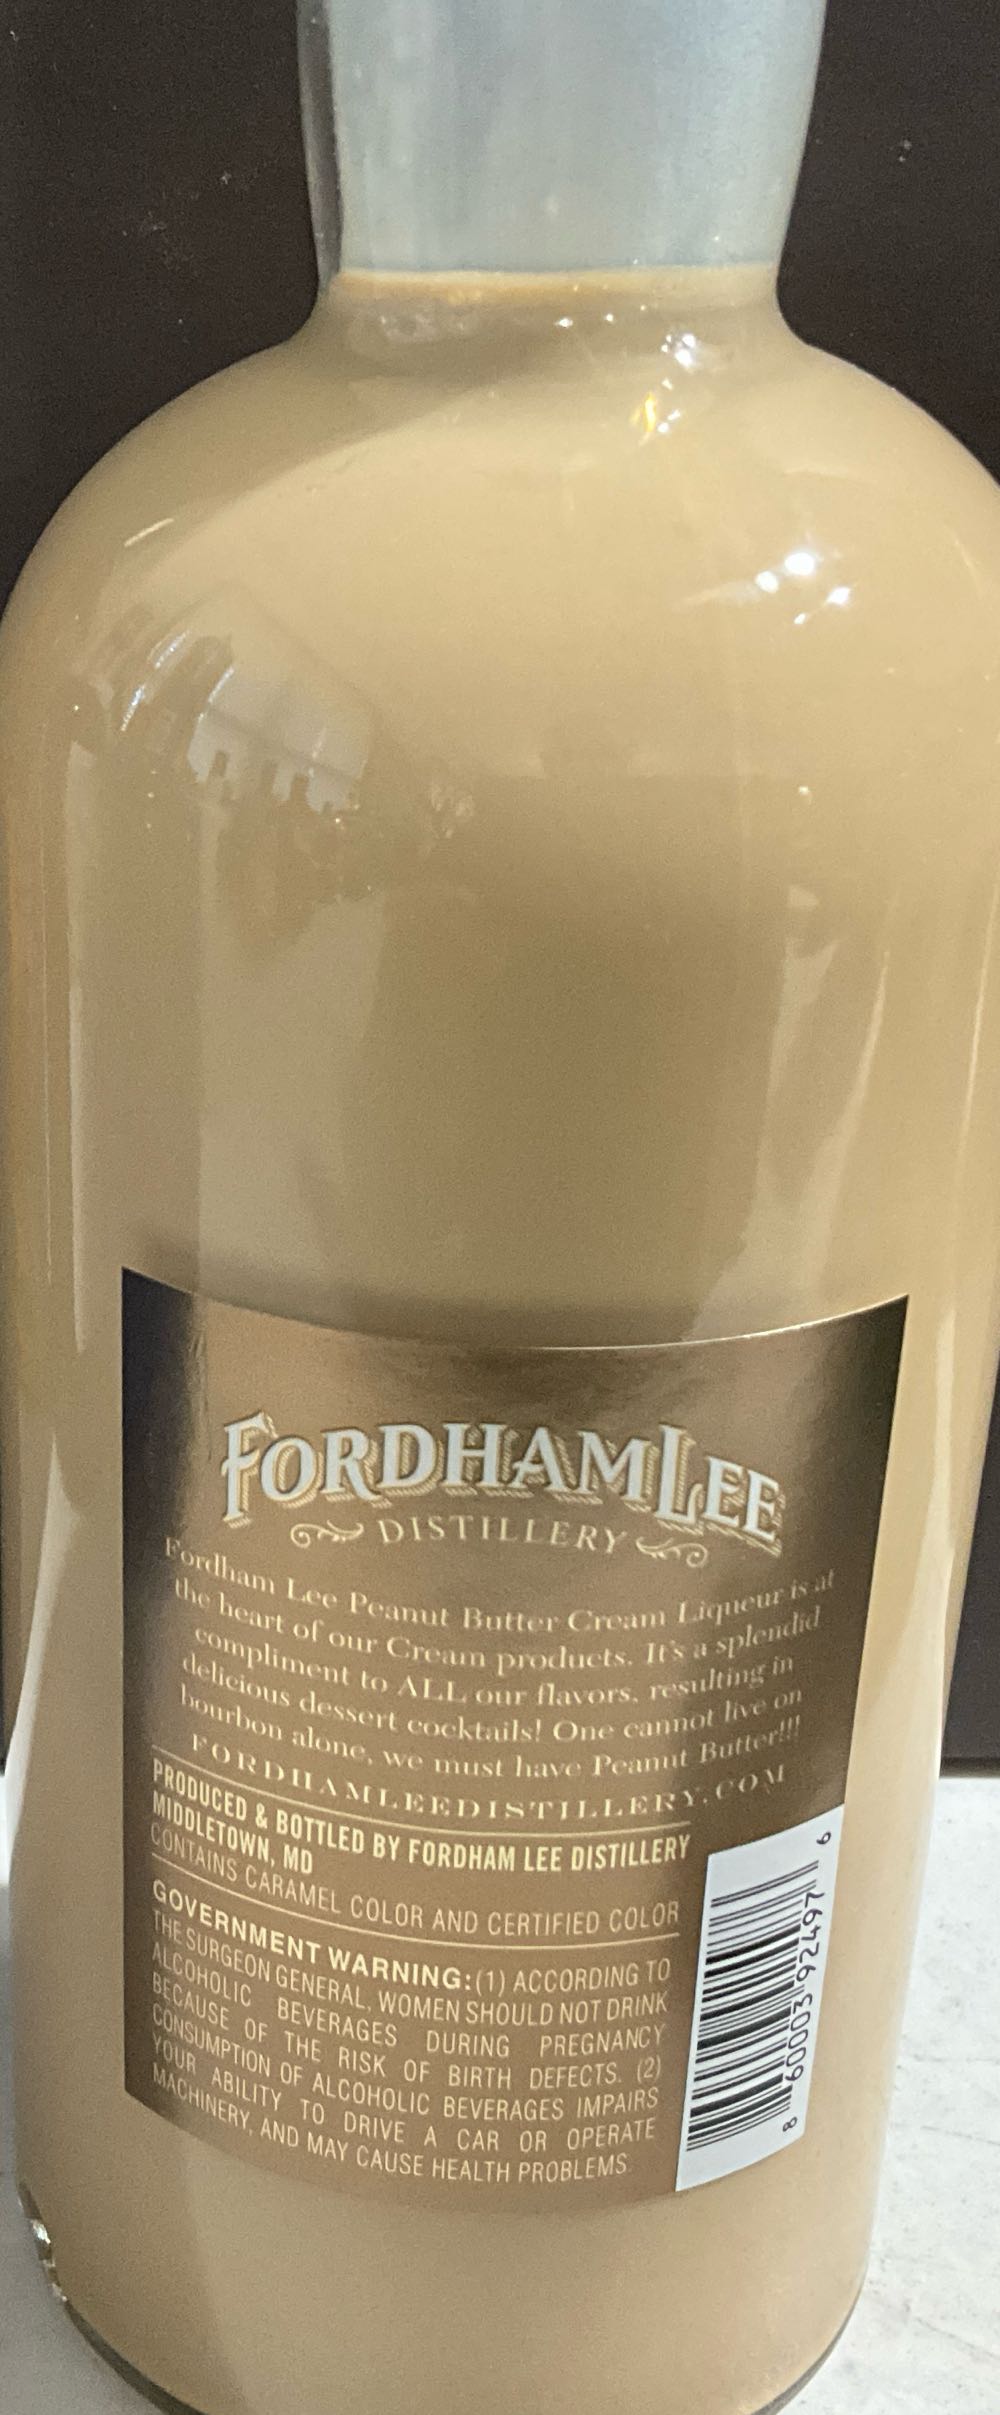 FORDHAMLEE
DISTILLERY
Fordham Lee Peanut Butter Cream Liqueur is at
the heart of our Cream products. It's a splendid
compliment to ALL our flavors, resulting in
delicious dessert cocktails! One cannot live on
bourbon alone, we must have Peanut Butter!!!
FORDHAMLEEDISTILLERY.COM
PRODUCED & BOTTLED BY FORDHAM LEE DISTILLERY
MIDDLETOWN, MD
CONTAINS CARAMEL COLOR AND CERTIFIED COLOR
GOVERNMENT WARNING: (1) ACCORDING TO
THE SURGEON GENERAL, WOMEN SHOULD NOT DRINK
ALCOHOLIC BEVERAGES DURING PREGNANCY
BECAUSE OF THE RISK OF BIRTH DEFECTS. (2)
CONSUMPTION OF ALCOHOLIC BEVERAGES IMPAIRS
YOUR ABILITY TO DRIVE A CAR OR OPERATE
MACHINERY, AND MAY CAUSE HEALTH PROBLEMS.
8 60003 92497 6